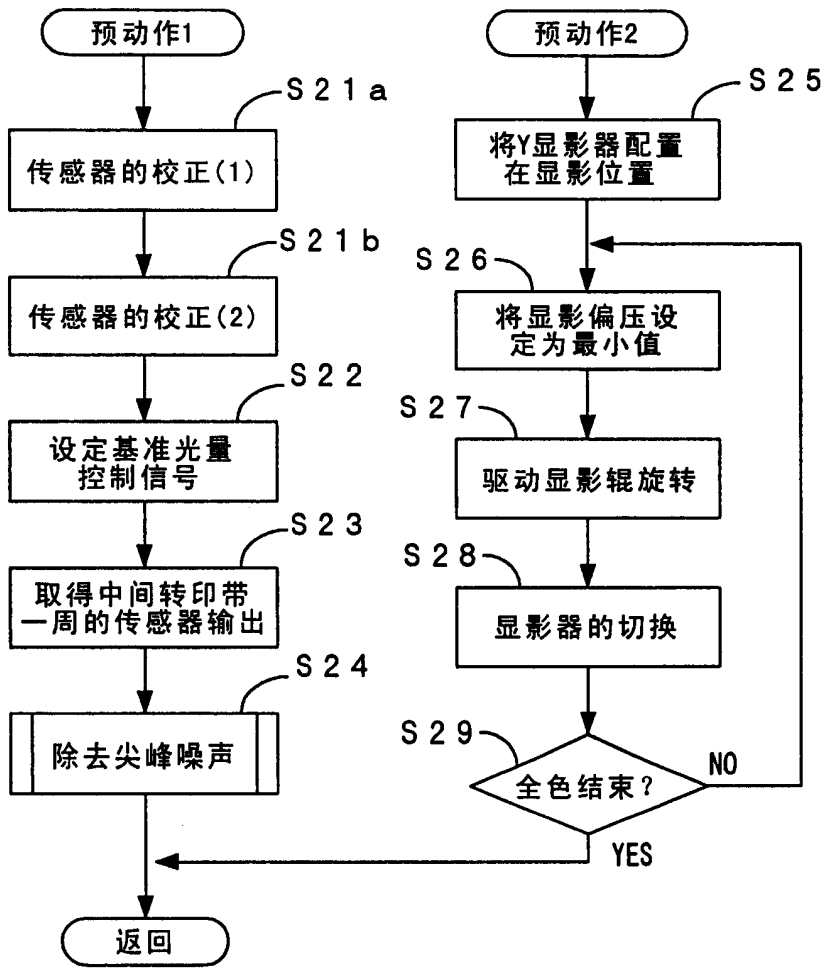 预动作1
S21a
传感器的校正(1)
S21b
传感器的校正(2)
S22
设定基准光量
控制信号
S23
取得中间转印带
一周的传感器输出
S24
除去尖峰噪声
返回
预动作2
S25
将Y显影器配置
在显影位置
S26
将显影偏压设
定为最小值
S27
驱动显影辊旋转
S28
显影器的切换
S29
全色结束?
NO
YES